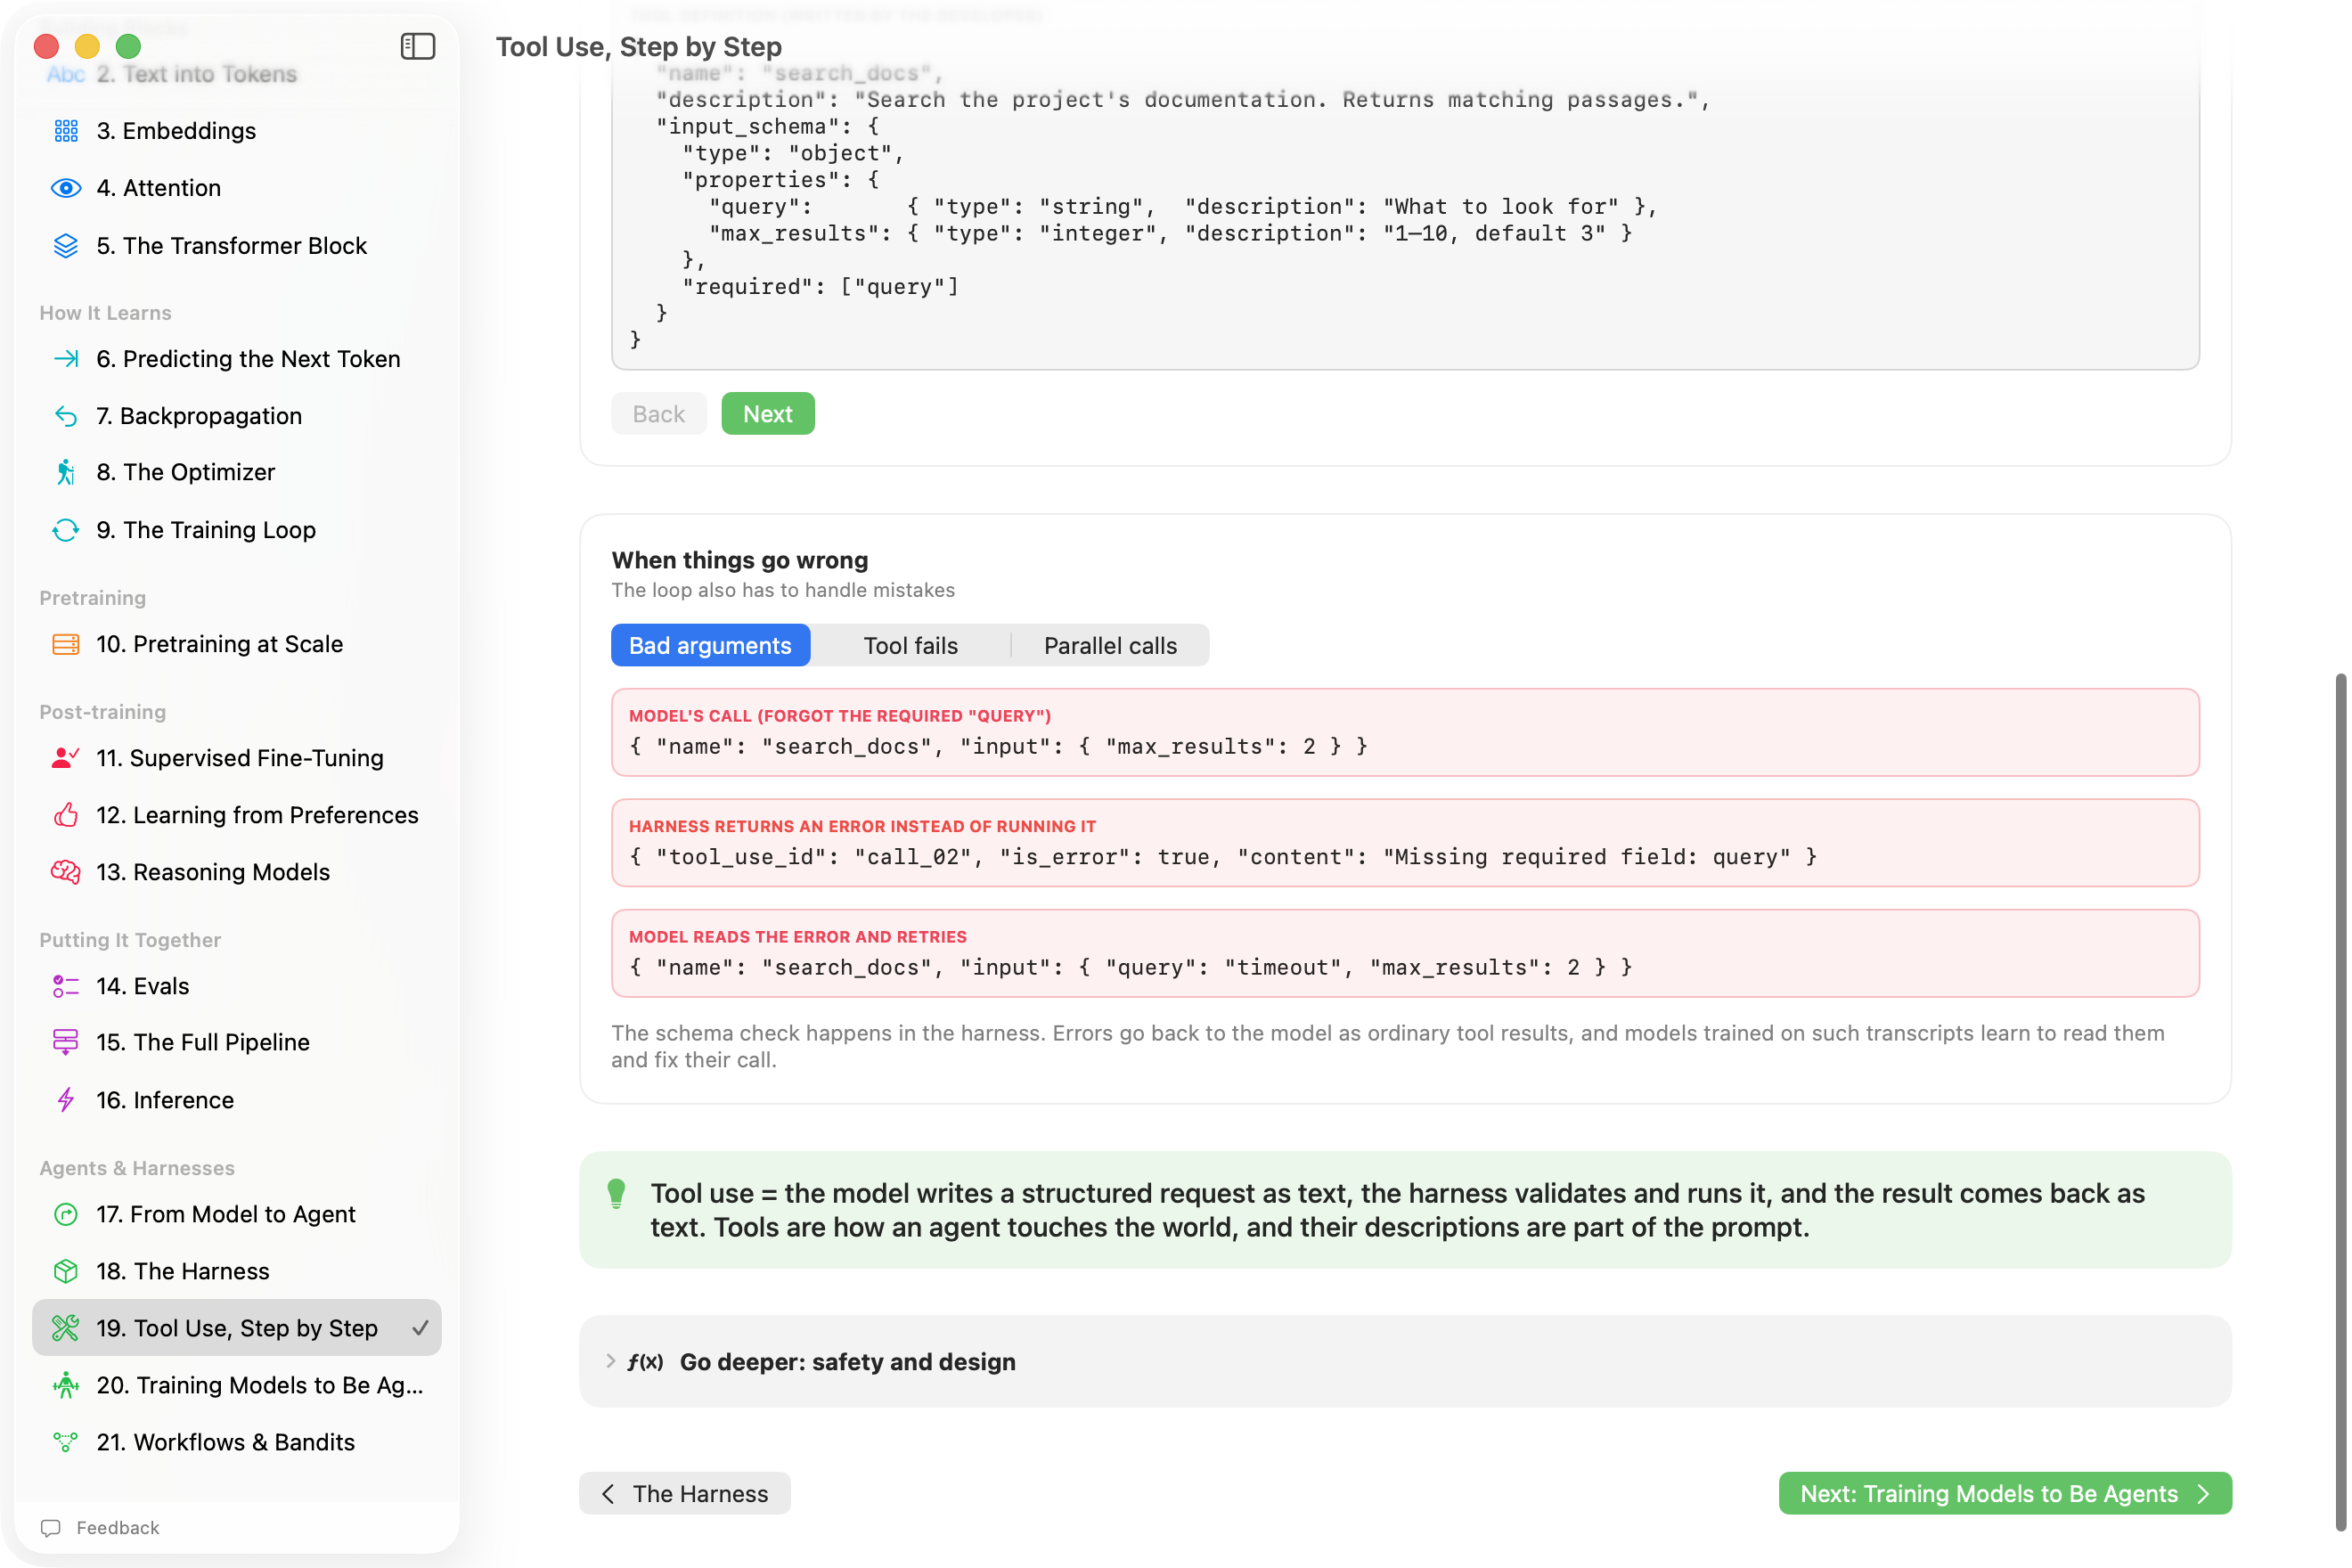 Abc 2. Text into Tokens
3. Embeddings
4. Attention
5. The Transformer Block
How It Learns
6. Predicting the Next Token
7. Backpropagation
8. The Optimizer
9. The Training Loop
Pretraining
10. Pretraining at Scale
Post-training
11. Supervised Fine-Tuning
12. Learning from Preferences
13. Reasoning Models
Putting It Together
14. Evals
15. The Full Pipeline
16. Inference
Agents & Harnesses
17. From Model to Agent
18. The Harness
19. Tool Use, Step by Step
20. Training Models to Be Ag...
21. Workflows & Bandits
Feedback
Tool Use, Step by Step
"name": "search_docs",
"description": "Search the project's documentation. Returns matching passages.",
"input_schema": {
"type": "object",
"properties": {
"query": { "type": "string", "description": "What to look for" },
"max_results": { "type": "integer", "description": "1–10, default 3" }
},
"required": ["query"]
}
}
Back Next
When things go wrong
The loop also has to handle mistakes
Bad arguments Tool fails Parallel calls
MODEL'S CALL (FORGOT THE REQUIRED "QUERY")
{ "name": "search_docs", "input": { "max_results": 2 } }
HARNESS RETURNS AN ERROR INSTEAD OF RUNNING IT
{ "tool_use_id": "call_02", "is_error": true, "content": "Missing required field: query" }
MODEL READS THE ERROR AND RETRIES
{ "name": "search_docs", "input": { "query": "timeout", "max_results": 2 } }
The schema check happens in the harness. Errors go back to the model as ordinary tool results, and models trained on such transcripts learn to read them
and fix their call.
Tool use = the model writes a structured request as text, the harness validates and runs it, and the result comes back as
text. Tools are how an agent touches the world, and their descriptions are part of the prompt.
f(x) Go deeper: safety and design
The Harness
Next: Training Models to Be Agents